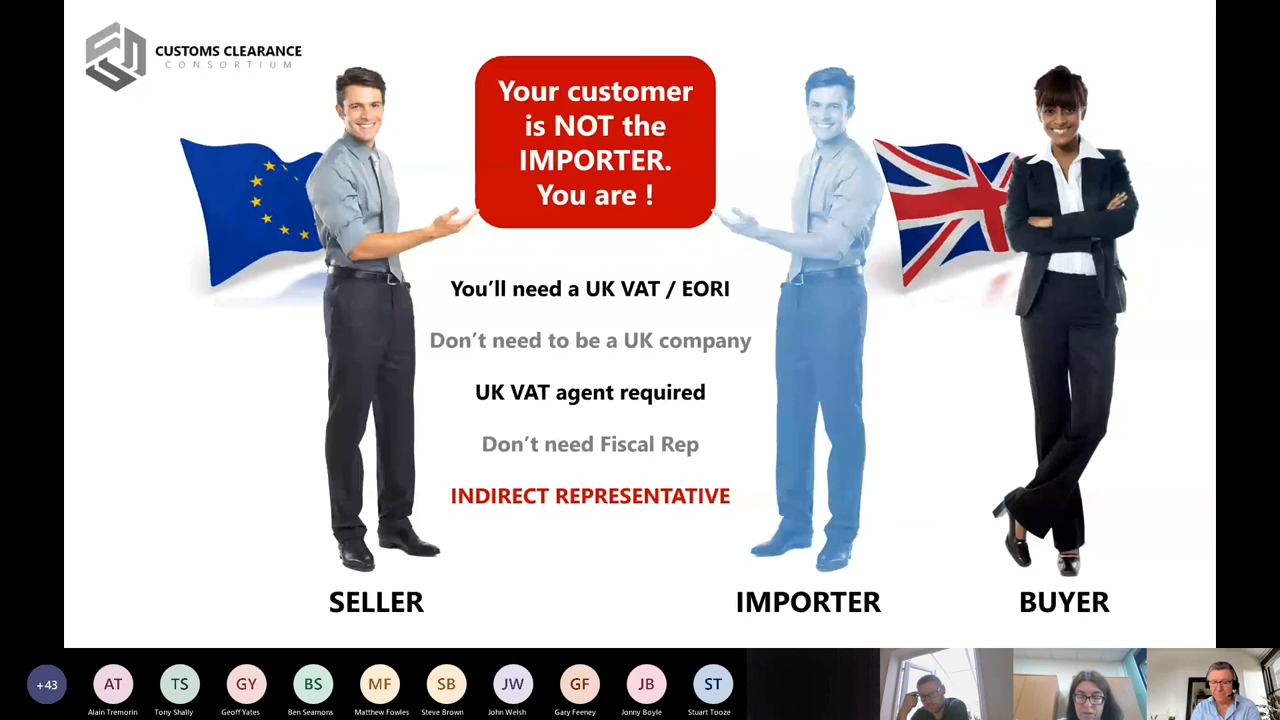 CUSTOMS CLEARANCE
CONSORTIUM
Your customer
is NOT the
IMPORTER.
You are !
You’ll need a UK VAT / EORI
Don’t need to be a UK company
UK VAT agent required
Don’t need Fiscal Rep
INDIRECT REPRESENTATIVE
SELLER
IMPORTER
BUYER
+43
AT
TS
GY
BS
MF
SB
JW
GF
JB
ST
Alain Tremorin
Tony Shally
Geoff Yates
Ben Seamons
Matthew Fowles
Steve Brown
John Welsh
Gary Feeney
Jonny Boyle
Stuart Tooze